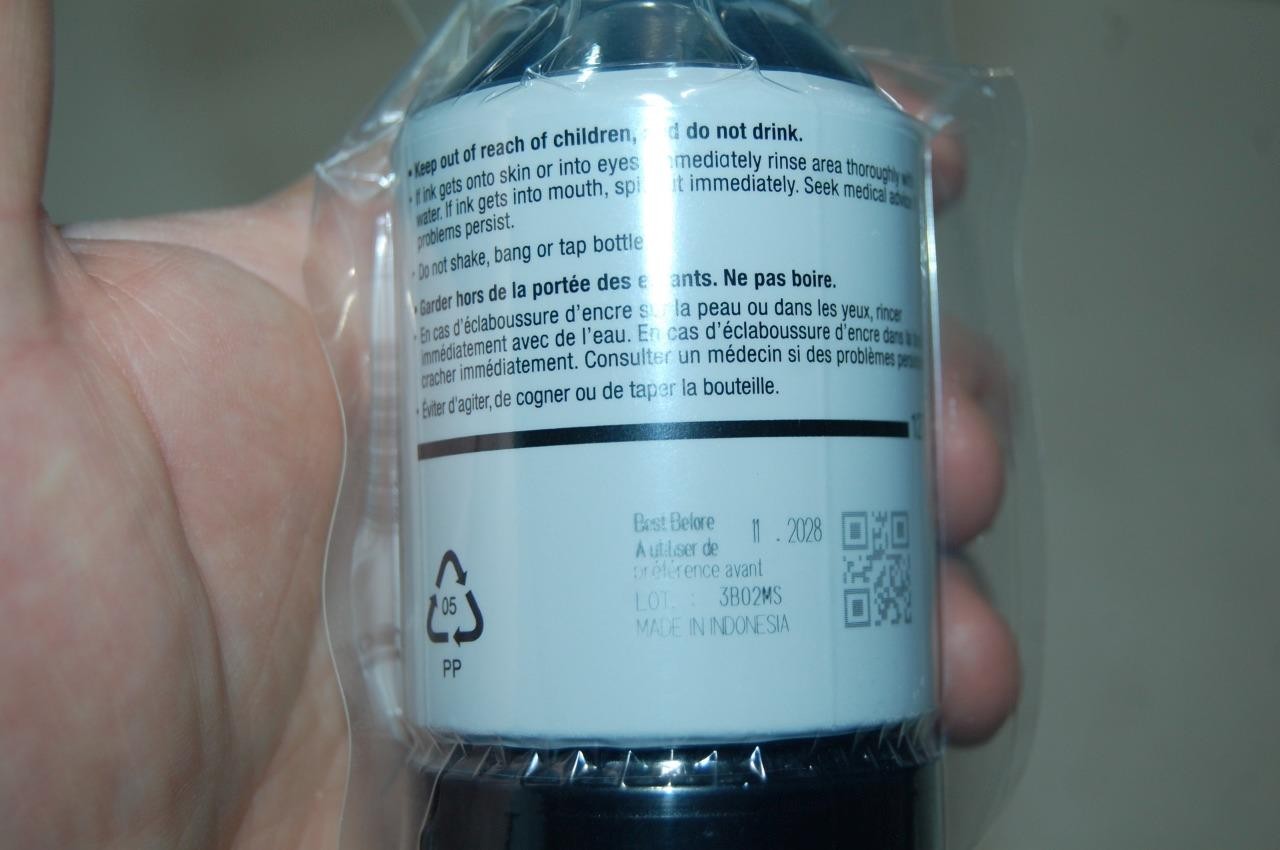 • Keep out of reach of children, and do not drink.
• If ink gets onto skin or into eyes immediately rinse area thoroughly with
water. If ink gets into mouth, spit out immediately. Seek medical advice
problems persist.
• Do not shake, bang or tap bottle
• Garder hors de la portée des enfants. Ne pas boire.
• En cas d'éclaboussure d'encre sur la peau ou dans les yeux, rincer
immédiatement avec de l'eau. En cas d'éclaboussure d'encre dans la
cracher immédiatement. Consulter un médecin si des problèmes
• Éviter d'agiter, de cogner ou de taper la bouteille.
Best Before 11 . 2028
A utiliser de
préférence avant
LOT. : 3B02MS
MADE IN INDONESIA
05
PP